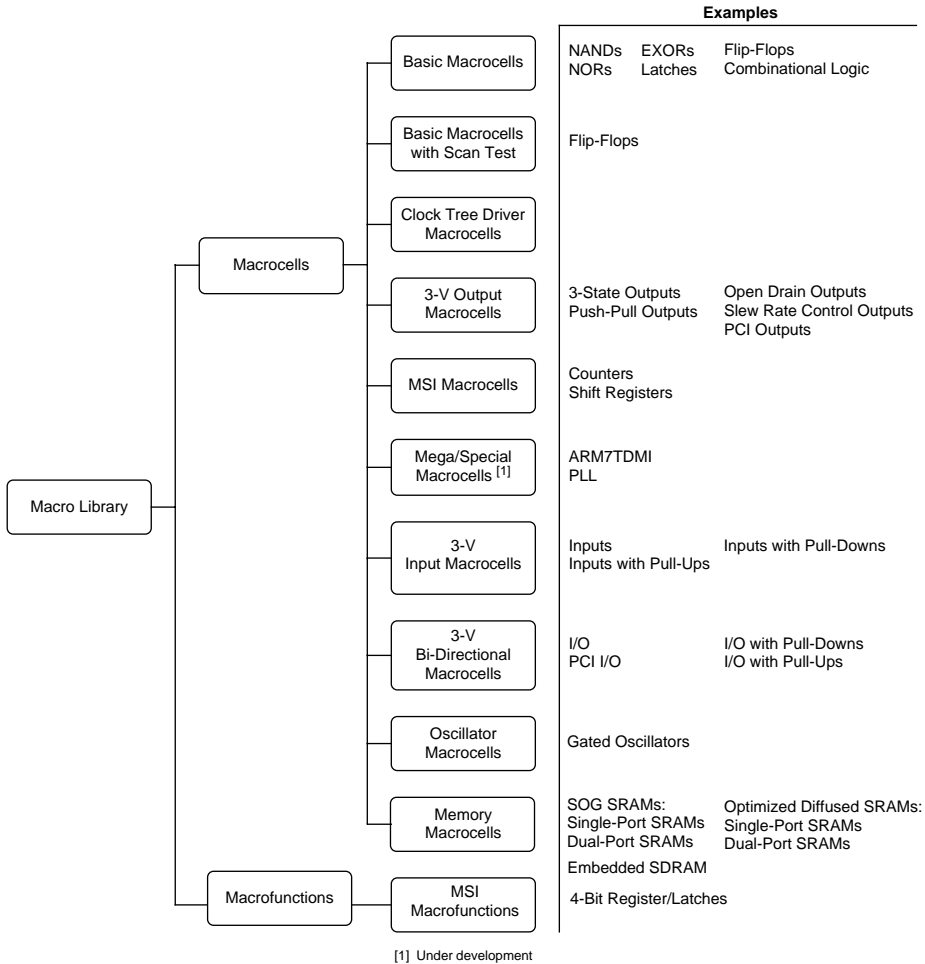 Examples
Basic Macrocells
NANDs EXORs Flip-Flops
NORs Latches Combinational Logic
Basic Macrocells
with Scan Test
Flip-Flops
Clock Tree Driver
Macrocells
Macrocells
3-V Output
Macrocells
3-State Outputs Open Drain Outputs
Push-Pull Outputs Slew Rate Control Outputs
PCI Outputs
MSI Macrocells
Counters
Shift Registers
Mega/Special
Macrocells [1]
ARM7TDMI
PLL
Macro Library
3-V
Input Macrocells
Inputs Inputs with Pull-Downs
Inputs with Pull-Ups
3-V
Bi-Directional
Macrocells
I/O I/O with Pull-Downs
PCI I/O I/O with Pull-Ups
Oscillator
Macrocells
Gated Oscillators
Memory
Macrocells
SOG SRAMs: Optimized Diffused SRAMs:
Single-Port SRAMs Single-Port SRAMs
Dual-Port SRAMs Dual-Port SRAMs
Embedded SDRAM
Macrofunctions
MSI
Macrofunctions
4-Bit Register/Latches
[1] Under development